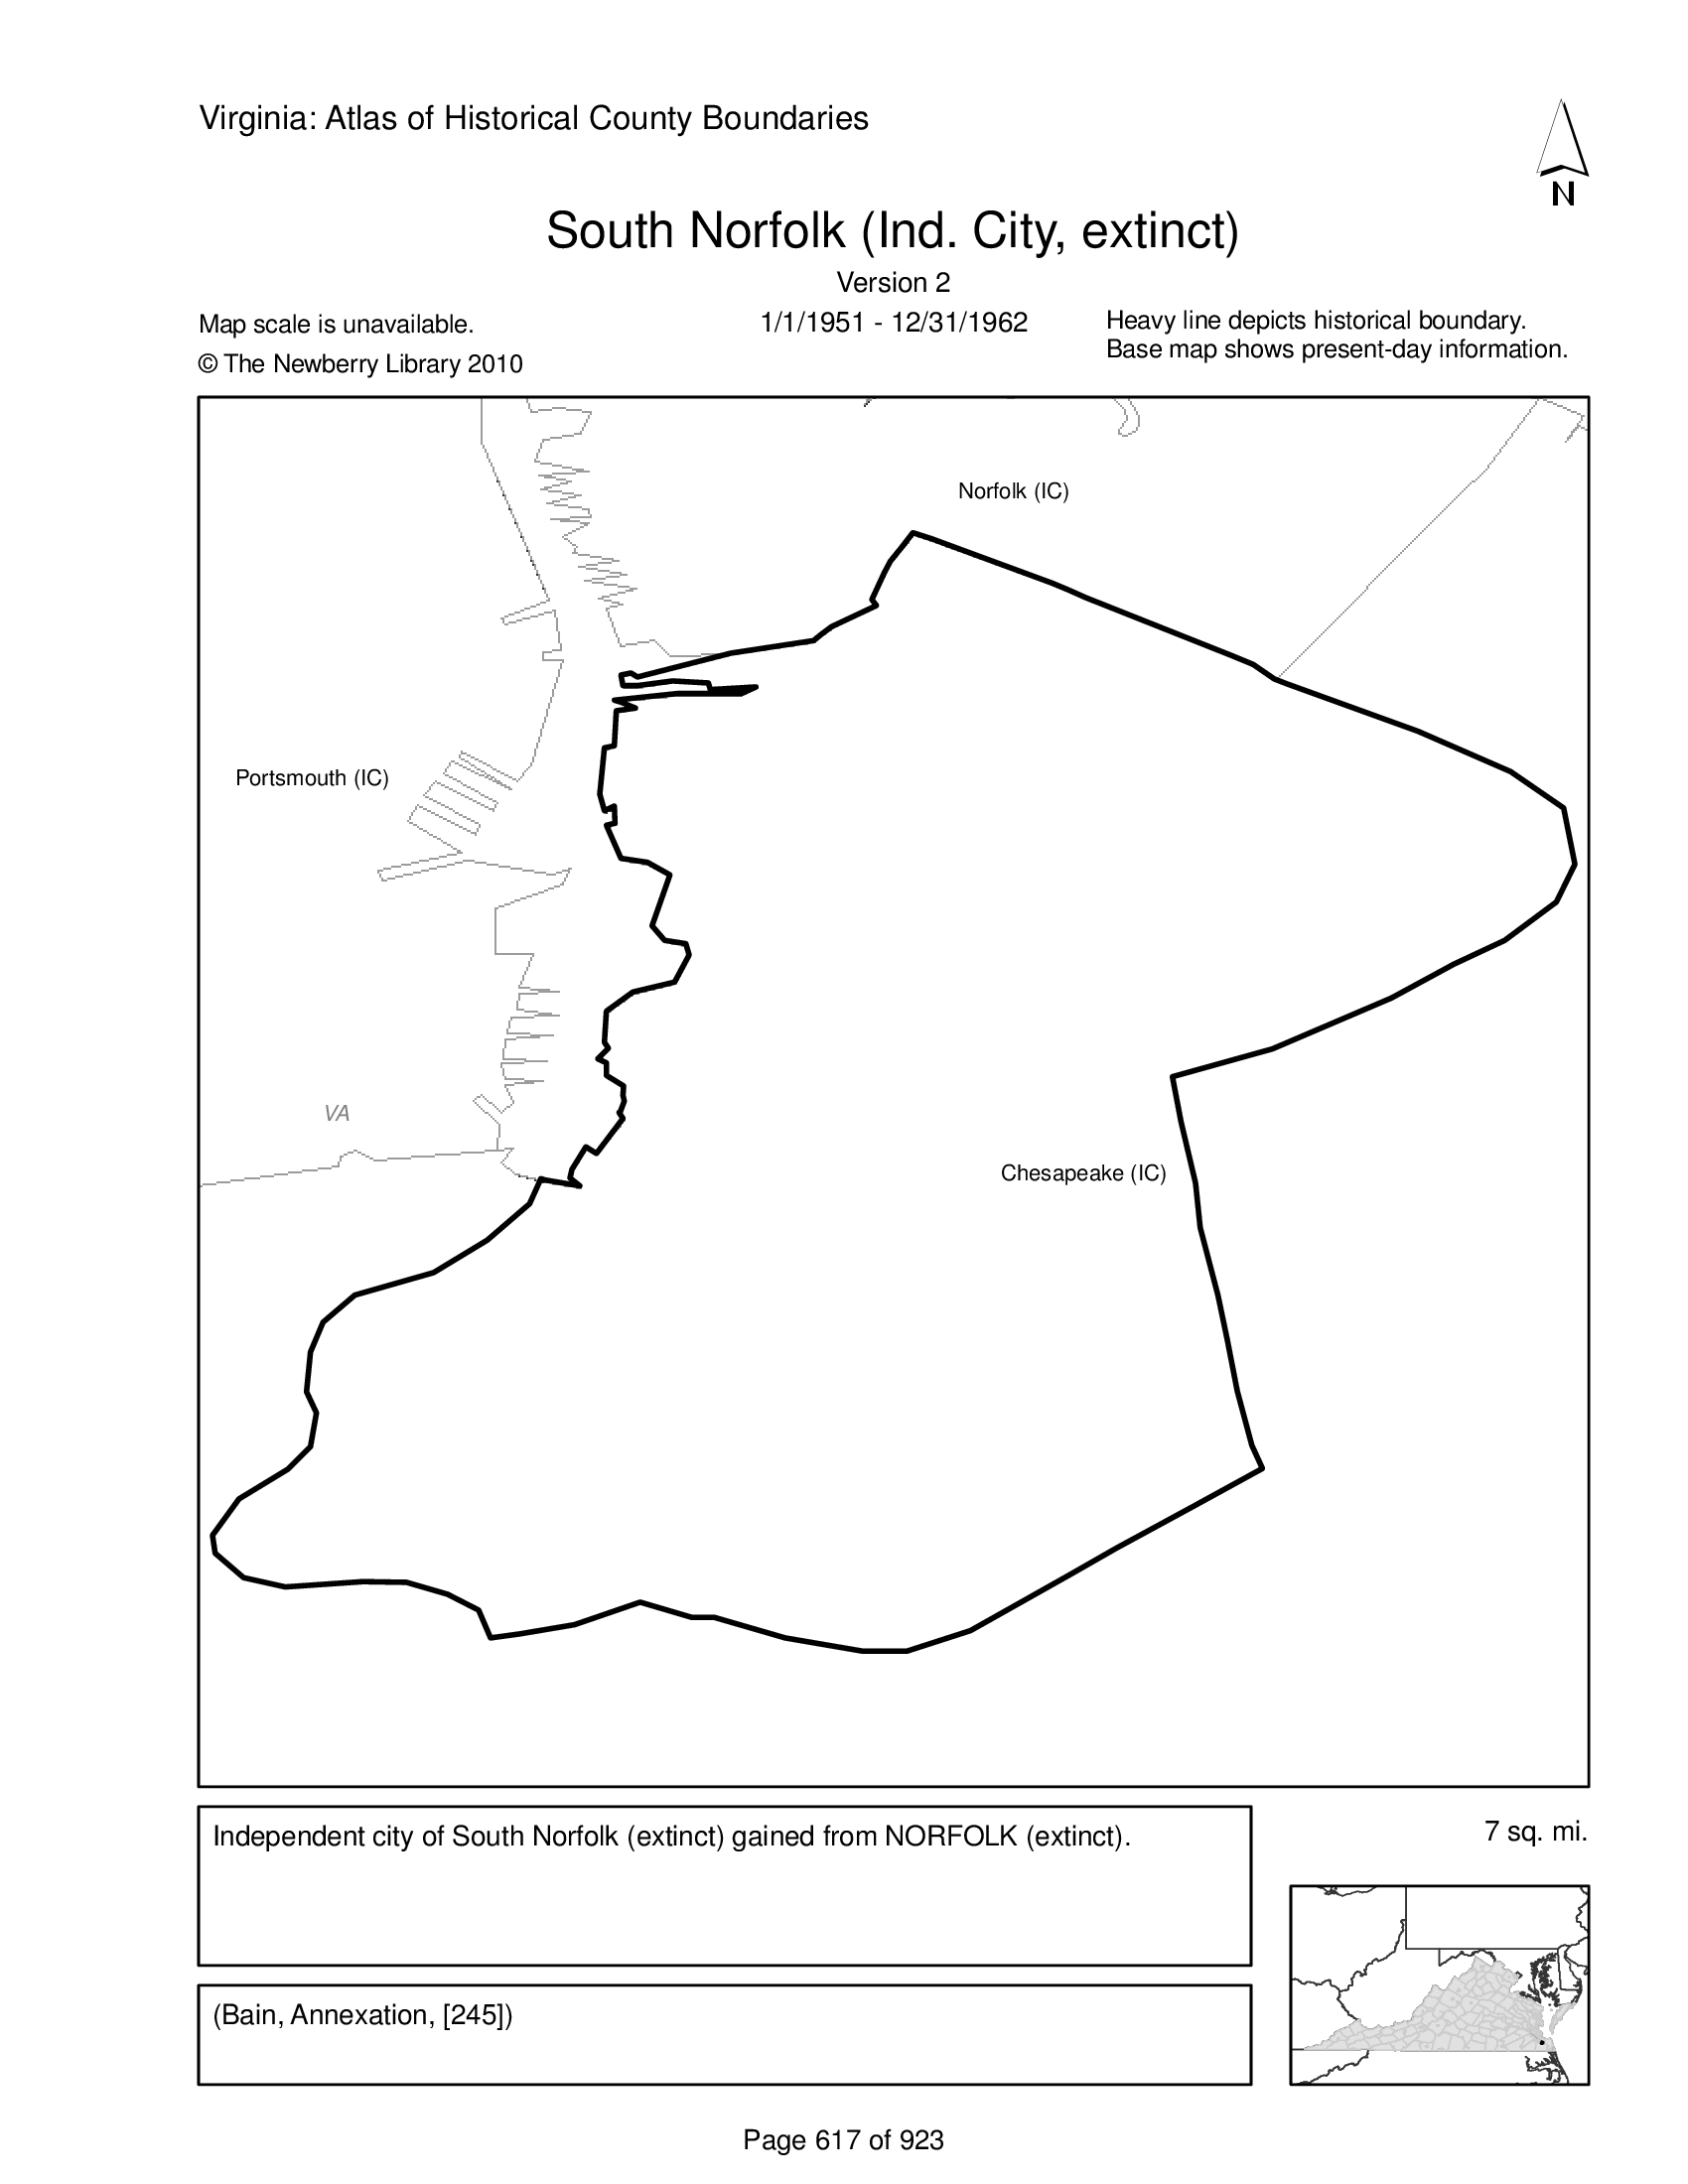 Virginia: Atlas of Historical County Boundaries
N
South Norfolk (Ind. City, extinct)
Version 2
1/1/1951 - 12/31/1962
Map scale is unavailable.
© The Newberry Library 2010
Heavy line depicts historical boundary.
Base map shows present-day information.
Norfolk (IC)
Portsmouth (IC)
VA
Chesapeake (IC)
Independent city of South Norfolk (extinct) gained from NORFOLK (extinct).
7 sq. mi.
(Bain, Annexation, [245])
Page 617 of 923